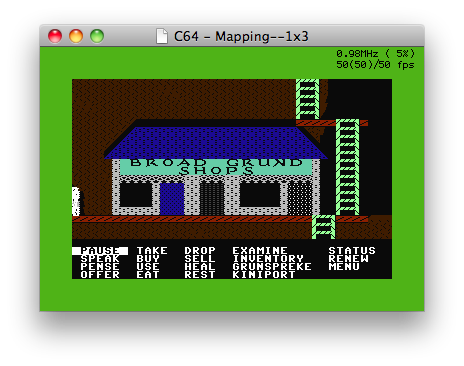 C64 - Mapping--1x3
0.98MHz ( 5%)
50(50)/50 fps
BROAD GRUND
SHOPS
PAUSE TAKE DROP EXAMINE STATUS
SPEAK BUY SELL INVENTORY RENEW
PENSE USE HEAL GRUNSPREKE MENU
OFFER EAT REST KINIPORT